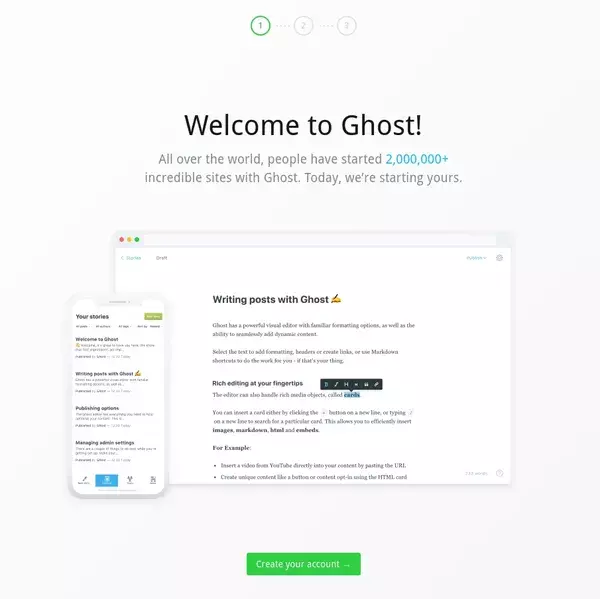 1 2 3
Welcome to Ghost!
All over the world, people have started 2,000,000+
incredible sites with Ghost. Today, we're starting yours.
Stories Draft Publish
Writing posts with Ghost ✍️
Ghost has a powerful visual editor with familiar formatting options, as well as the
ability to seamlessly add dynamic content.
Select the text to add formatting, headers or create links, or use Markdown
shortcuts to do the work for you - if that's your thing.
Rich editing at your fingertips
The editor can also handle rich media objects, called cards.
You can insert a card either by clicking the + button on a new line, or typing /
on a new line to search for a particular card. This allows you to efficiently insert
images, markdown, html and embeds.
For Example:
• Insert a video from YouTube directly into your content by pasting the URL
• Create unique content like a button or content opt-in using the HTML card
Your stories
Welcome to Ghost
Writing posts with Ghost ✍️
Publishing options
Managing admin settings
Create your account →